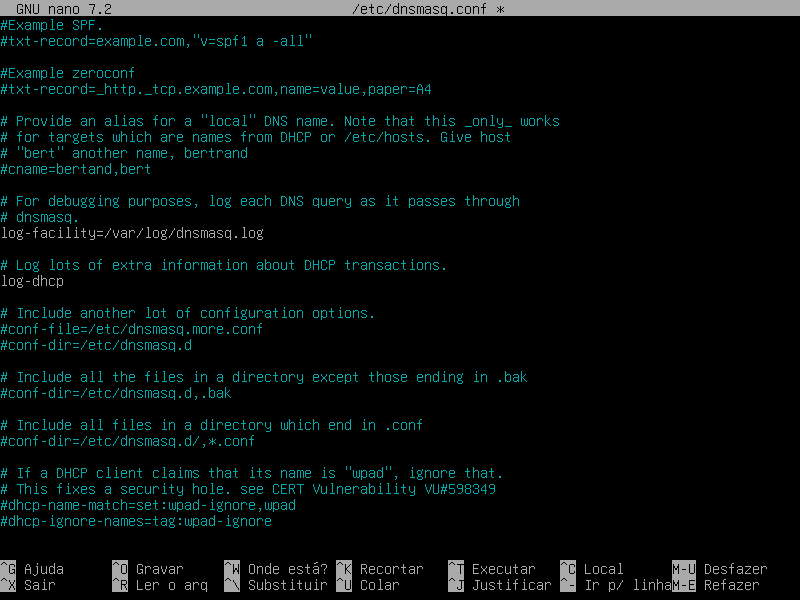 GNU nano 7.2 /etc/dnsmasq.conf *
#Example SPF.
#txt-record=example.com,"v=spf1 a -all"
#Example zeroconf
#txt-record=_http._tcp.example.com,name=value,paper=A4
# Provide an alias for a "local" DNS name. Note that this _only_ works
# for targets which are names from DHCP or /etc/hosts. Give host
# "bert" another name, bertrand
#cname=bertand,bert
# For debugging purposes, log each DNS query as it passes through
# dnsmasq.
log-facility=/var/log/dnsmasq.log
# Log lots of extra information about DHCP transactions.
log-dhcp
# Include another lot of configuration options.
#conf-file=/etc/dnsmasq.more.conf
#conf-dir=/etc/dnsmasq.d
# Include all the files in a directory except those ending in .bak
#conf-dir=/etc/dnsmasq.d,.bak
# Include all files in a directory which end in .conf
#conf-dir=/etc/dnsmasq.d/,*.conf
# If a DHCP client claims that its name is "wpad", ignore that.
# This fixes a security hole. see CERT Vulnerability VU#598349
#dhcp-name-match=set:wpad-ignore,wpad
#dhcp-ignore-names=tag:wpad-ignore
^G Ajuda ^O Gravar ^W Onde está? ^K Recortar ^T Executar ^C Local M-U Desfazer
^X Sair ^R Ler o arq ^\ Substituir ^U Colar ^J Justificar ^- Ir p/ linha M-E Refazer